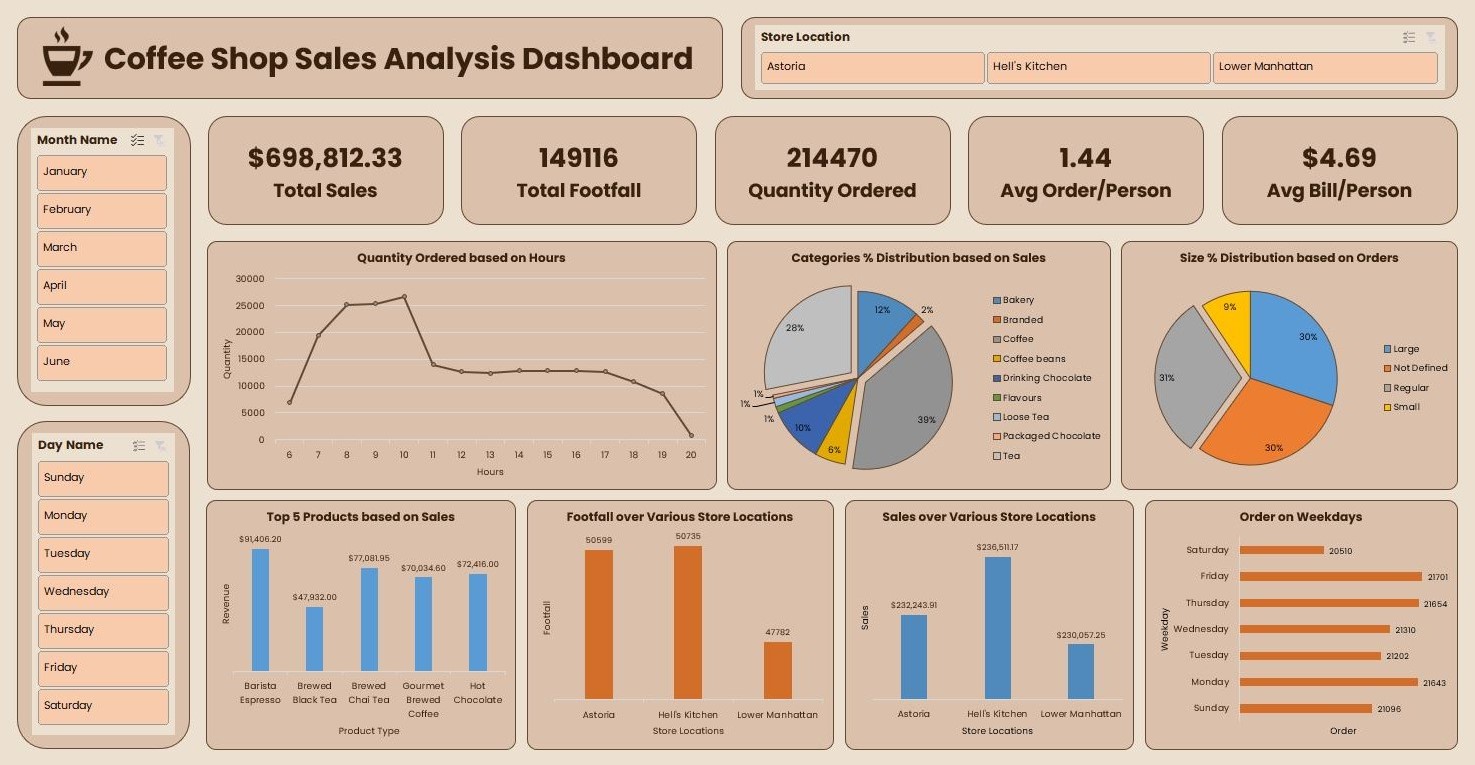 Coffee Shop Sales Analysis Dashboard
Store Location
Astoria
Hell's Kitchen
Lower Manhattan
Month Name
January
February
March
April
May
June
Day Name
Sunday
Monday
Tuesday
Wednesday
Thursday
Friday
Saturday
$698,812.33
Total Sales
149116
Total Footfall
214470
Quantity Ordered
1.44
Avg Order/Person
$4.69
Avg Bill/Person
Quantity Ordered based on Hours
30000
25000
20000
15000
10000
5000
0
Quantity
6 7 8 9 10 11 12 13 14 15 16 17 18 19 20
Hours
Categories % Distribution based on Sales
12%
2%
39%
6%
10%
1%
1%
1%
28%
Bakery
Branded
Coffee
Coffee beans
Drinking Chocolate
Flavours
Loose Tea
Packaged Chocolate
Tea
Size % Distribution based on Orders
30%
30%
31%
9%
Large
Not Defined
Regular
Small
Top 5 Products based on Sales
Revenue
$91,406.20
$47,932.00
$77,081.95
$70,034.60
$72,416.00
Barista
Espresso
Brewed
Black Tea
Brewed
Chai Tea
Gourmet
Brewed
Coffee
Hot
Chocolate
Product Type
Footfall over Various Store Locations
Footfall
50599
50735
47782
Astoria
Hell's Kitchen
Lower Manhattan
Store Locations
Sales over Various Store Locations
Sales
$232,243.91
$236,511.17
$230,057.25
Astoria
Hell's Kitchen
Lower Manhattan
Store Locations
Order on Weekdays
Weekday
Saturday 20510
Friday 21701
Thursday 21654
Wednesday 21310
Tuesday 21202
Monday 21643
Sunday 21096
Order